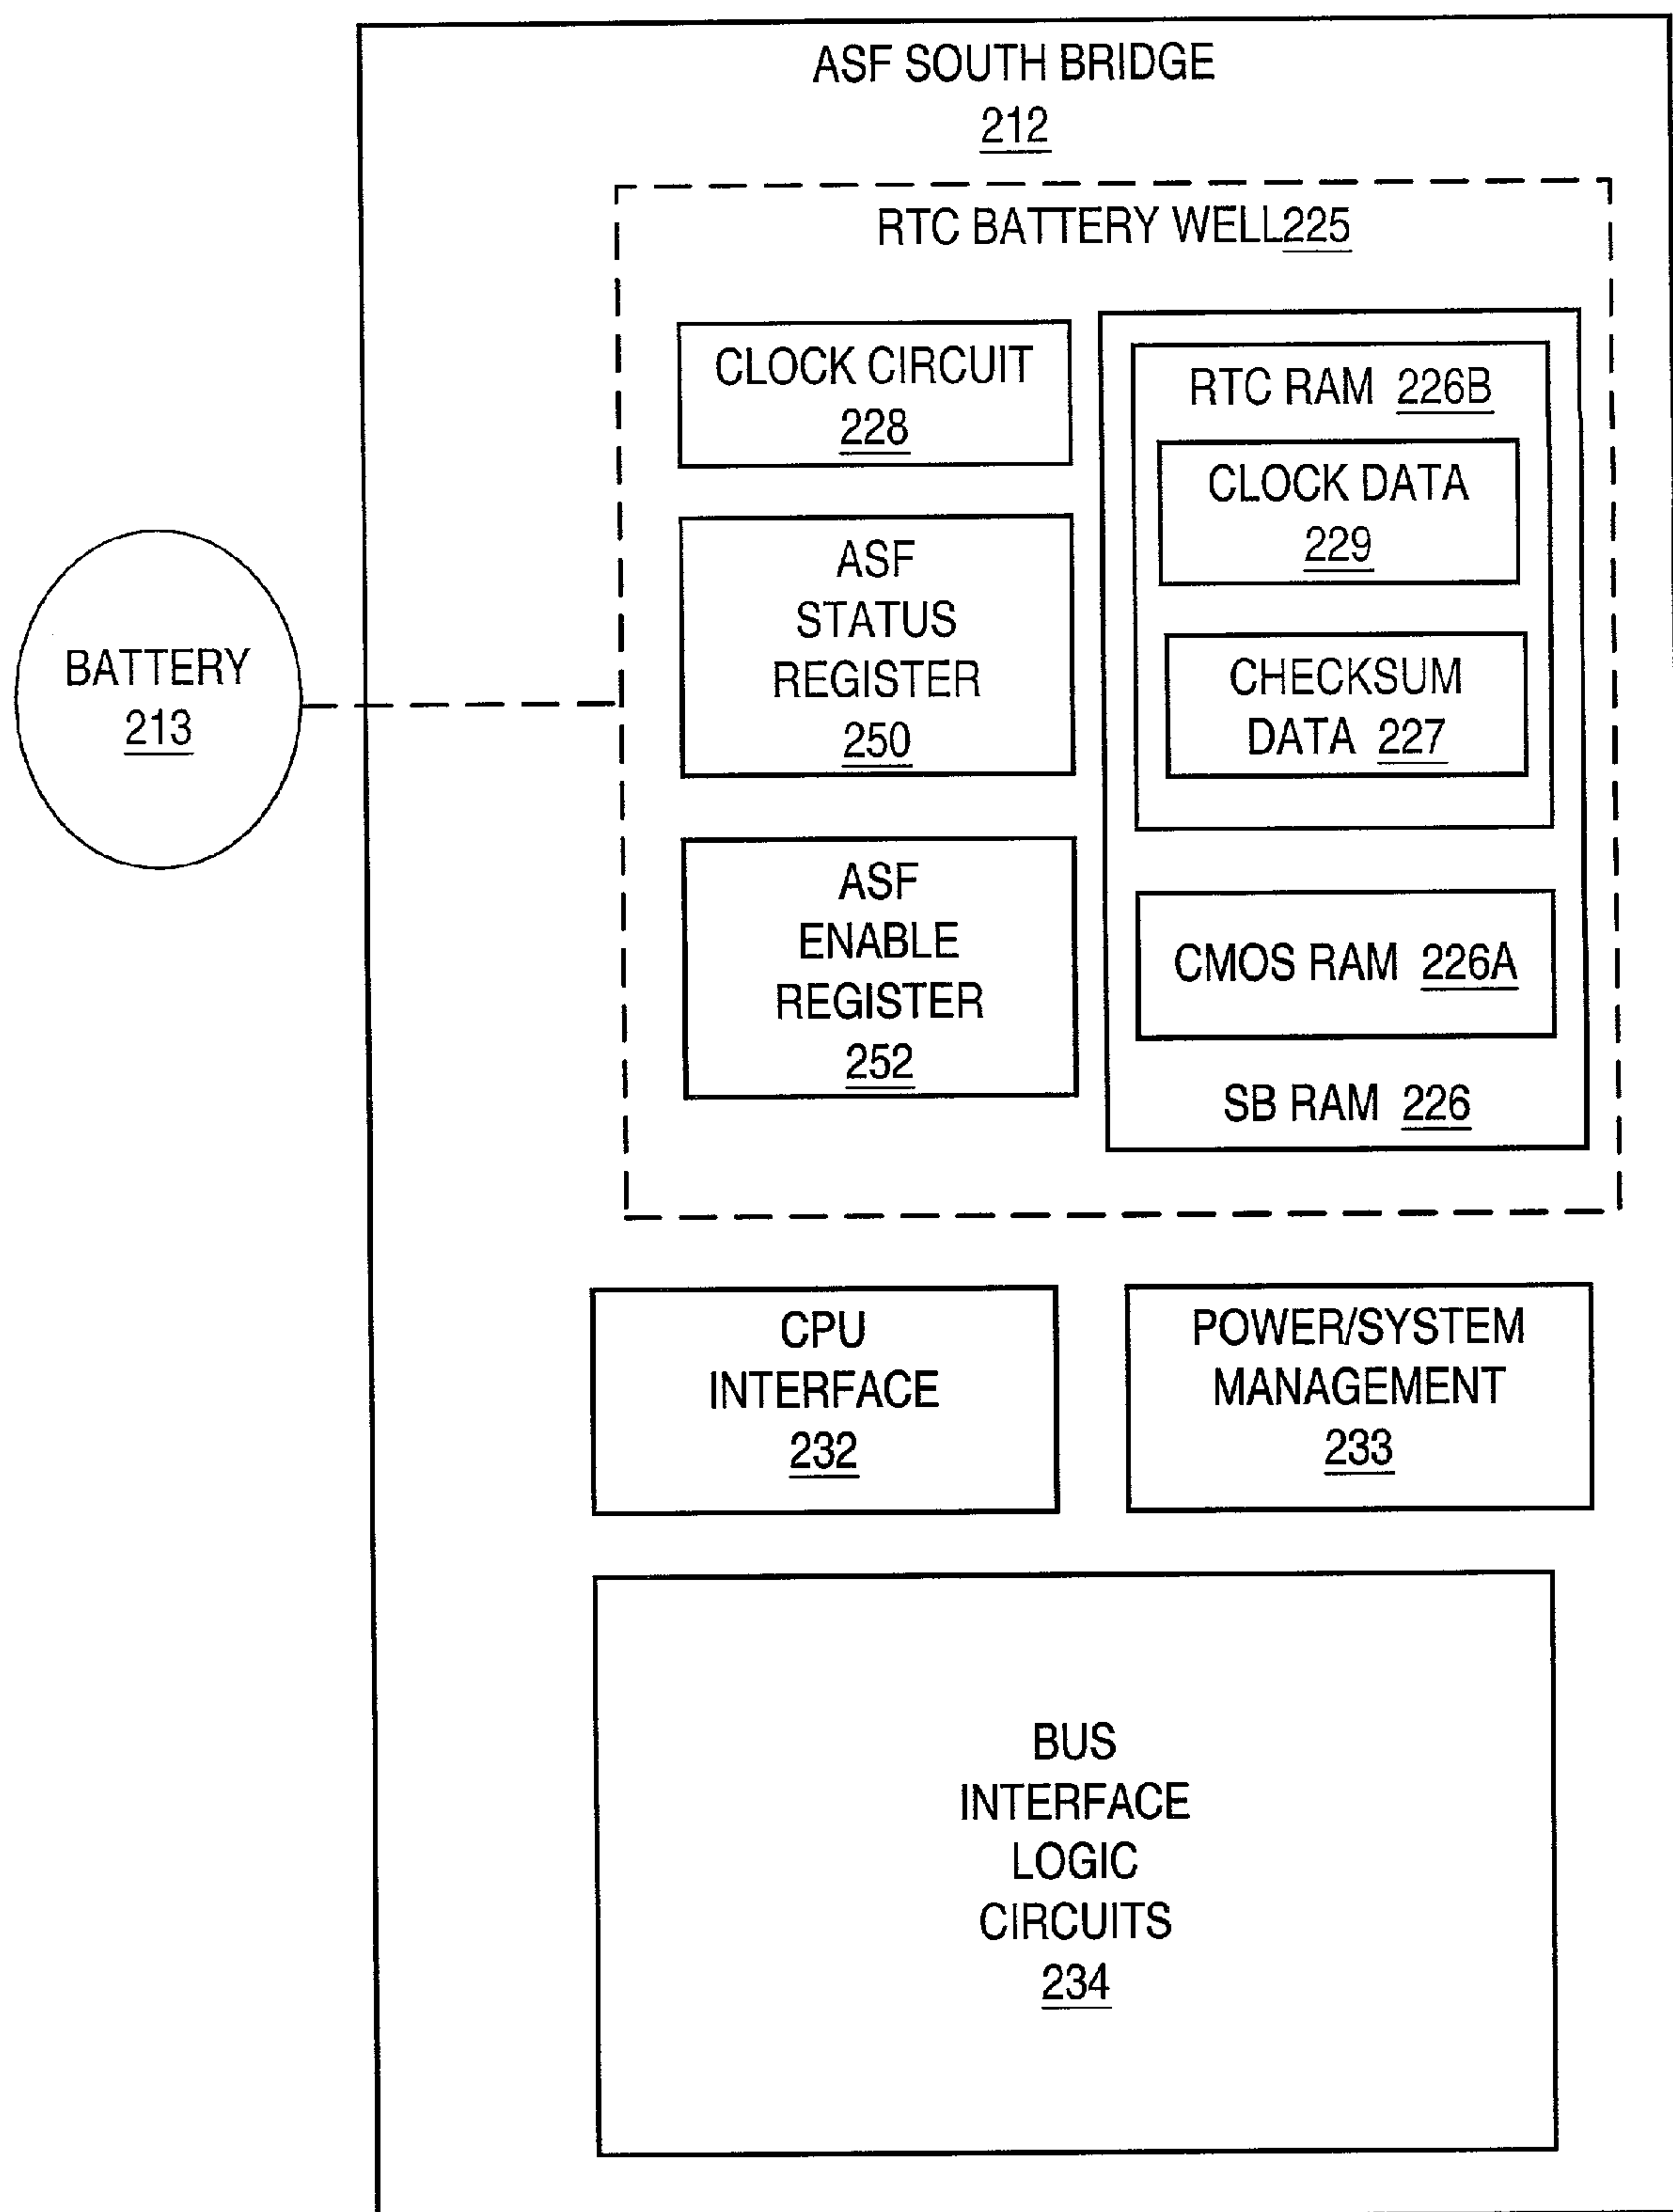 ASF SOUTH BRIDGE
212
RTC BATTERY WELL225
CLOCK CIRCUIT
228
ASF
STATUS
REGISTER
250
ASF
ENABLE
REGISTER
252
RTC RAM 226B
CLOCK DATA
229
CHECKSUM
DATA 227
CMOS RAM 226A
SB RAM 226
BATTERY
213
CPU
INTERFACE
232
POWER/SYSTEM
MANAGEMENT
233
BUS
INTERFACE
LOGIC
CIRCUITS
234